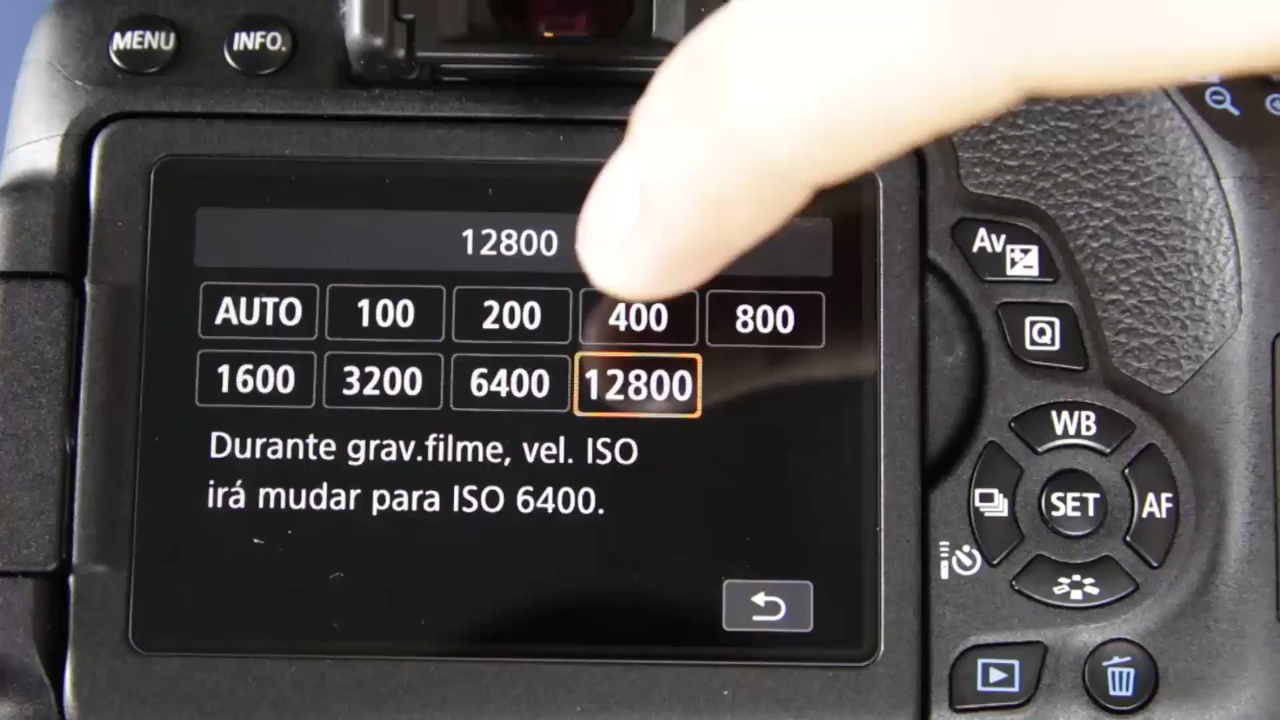 MENU INFO.
12800
AUTO 100 200 400 800
1600 3200 6400 12800
Durante grav.filme, vel. ISO
irá mudar para ISO 6400.
Av
Q
WB
SET AF